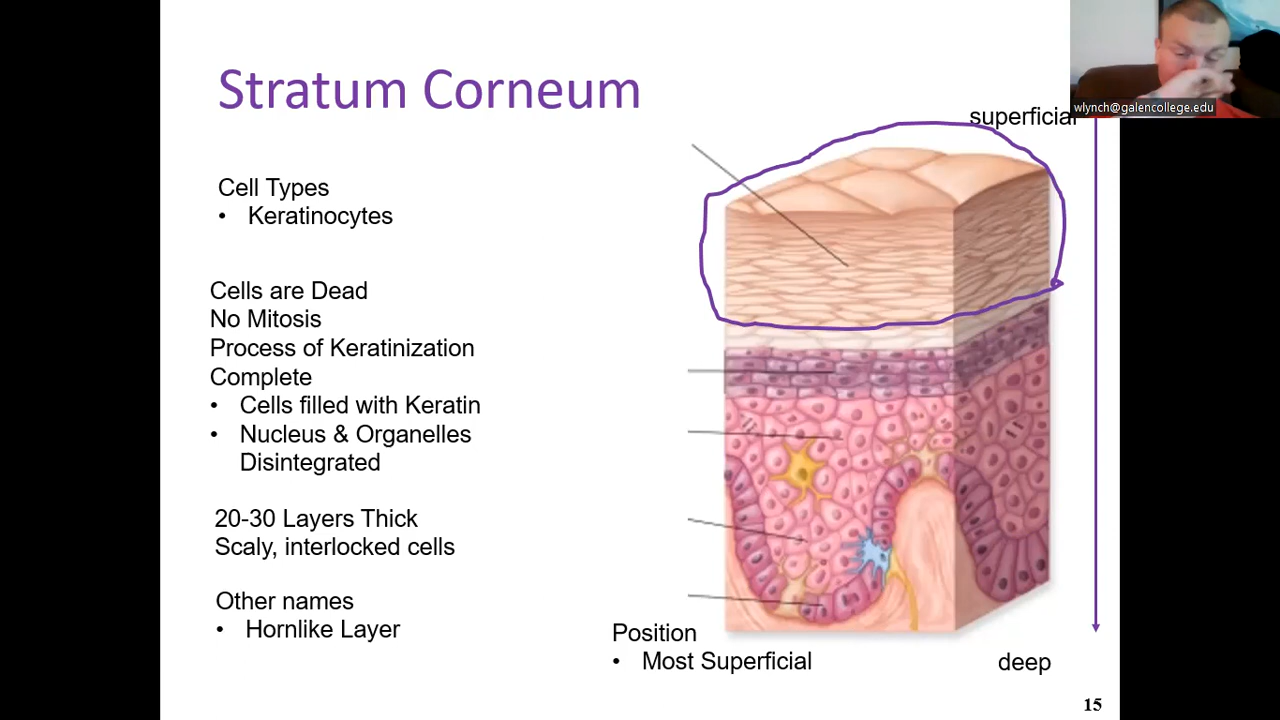 Stratum Corneum
wlynch@galencollege.edu
superficial
Cell Types
• Keratinocytes
Cells are Dead
No Mitosis
Process of Keratinization
Complete
• Cells filled with Keratin
• Nucleus & Organelles
Disintegrated
20-30 Layers Thick
Scaly, interlocked cells
Other names
• Hornlike Layer
Position
• Most Superficial
deep
15